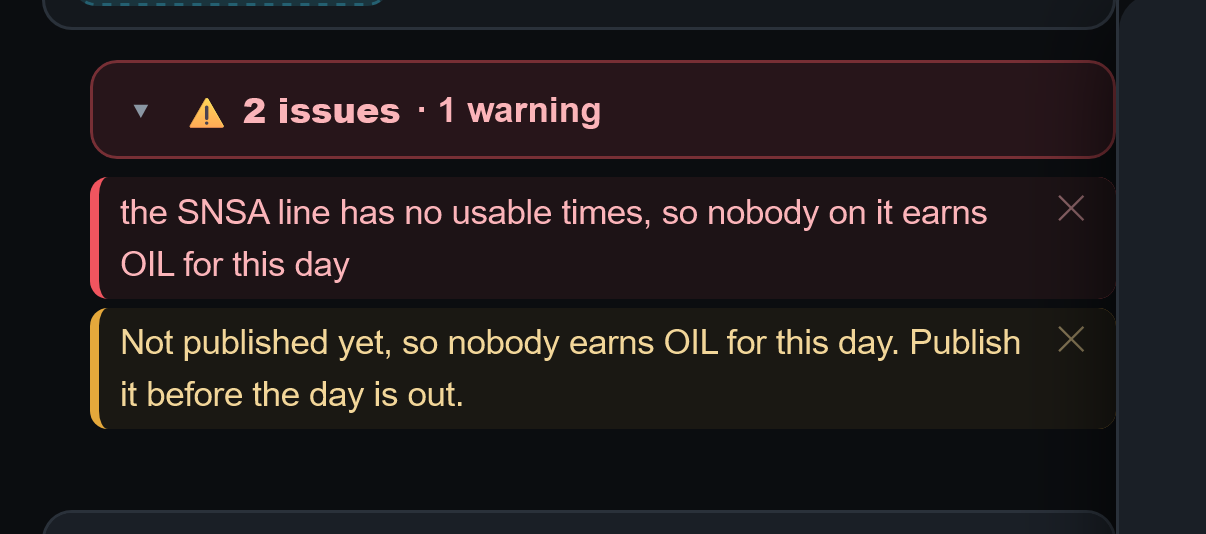 2 issues · 1 warning
the SNSA line has no usable times, so nobody on it earns
OIL for this day
Not published yet, so nobody earns OIL for this day. Publish
it before the day is out.